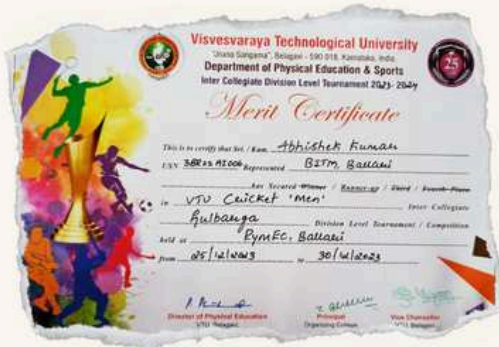 Visvesvaraya Technological University
"Jnana Sangama", Belagavi - 590 018, Karnataka, India.
Department of Physical Education & Sports
Inter Collegiate Division Level Tournament 2023-2024
25
Merit Certificate
This is to certify that Sri. / Kum. Abhishek Kumar
USN 3BR23AI006 Represented BITM, Ballari
has Secured Winner / Runner-up / Third / Fourth Place
in VTU Cricket 'Men' Inter Collegiate
Gulbarga Division Level Tournament / Competition
held at RymEC, Ballari
from 25/12/2023 to 30/12/2023
Director of Physical Education Principal Vice Chancellor
VTU Belagavi Organising College VTU Belagavi